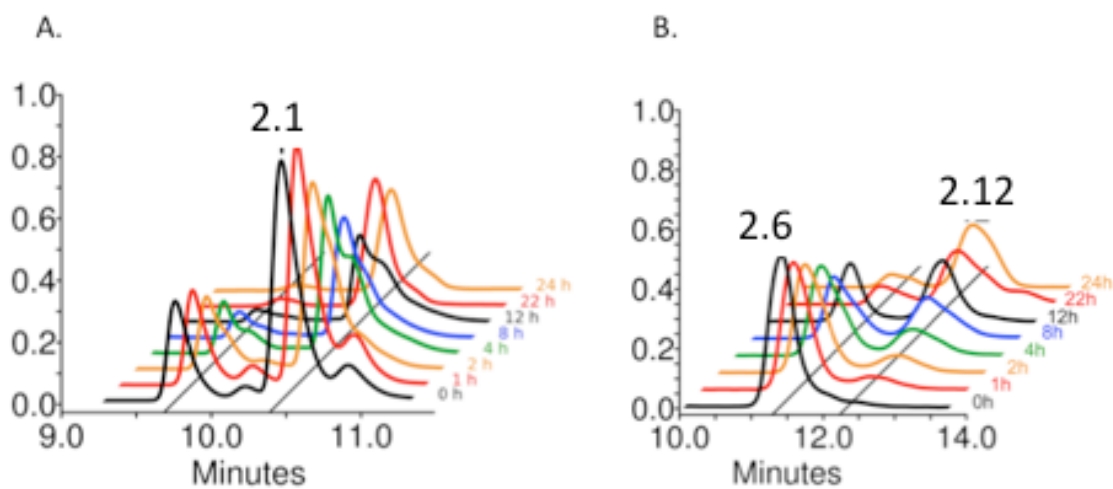 A.
1.0
0.8
0.6
0.4
0.2
0.0
9.0 10.0 11.0
Minutes
2.1
24 h
22 h
12 h
8 h
4 h
2 h
1 h
0 h
B.
1.0
0.8
0.6
0.4
0.2
0.0
10.0 12.0 14.0
Minutes
2.6
2.12
24h
22h
12h
8h
4h
2h
1h
0h